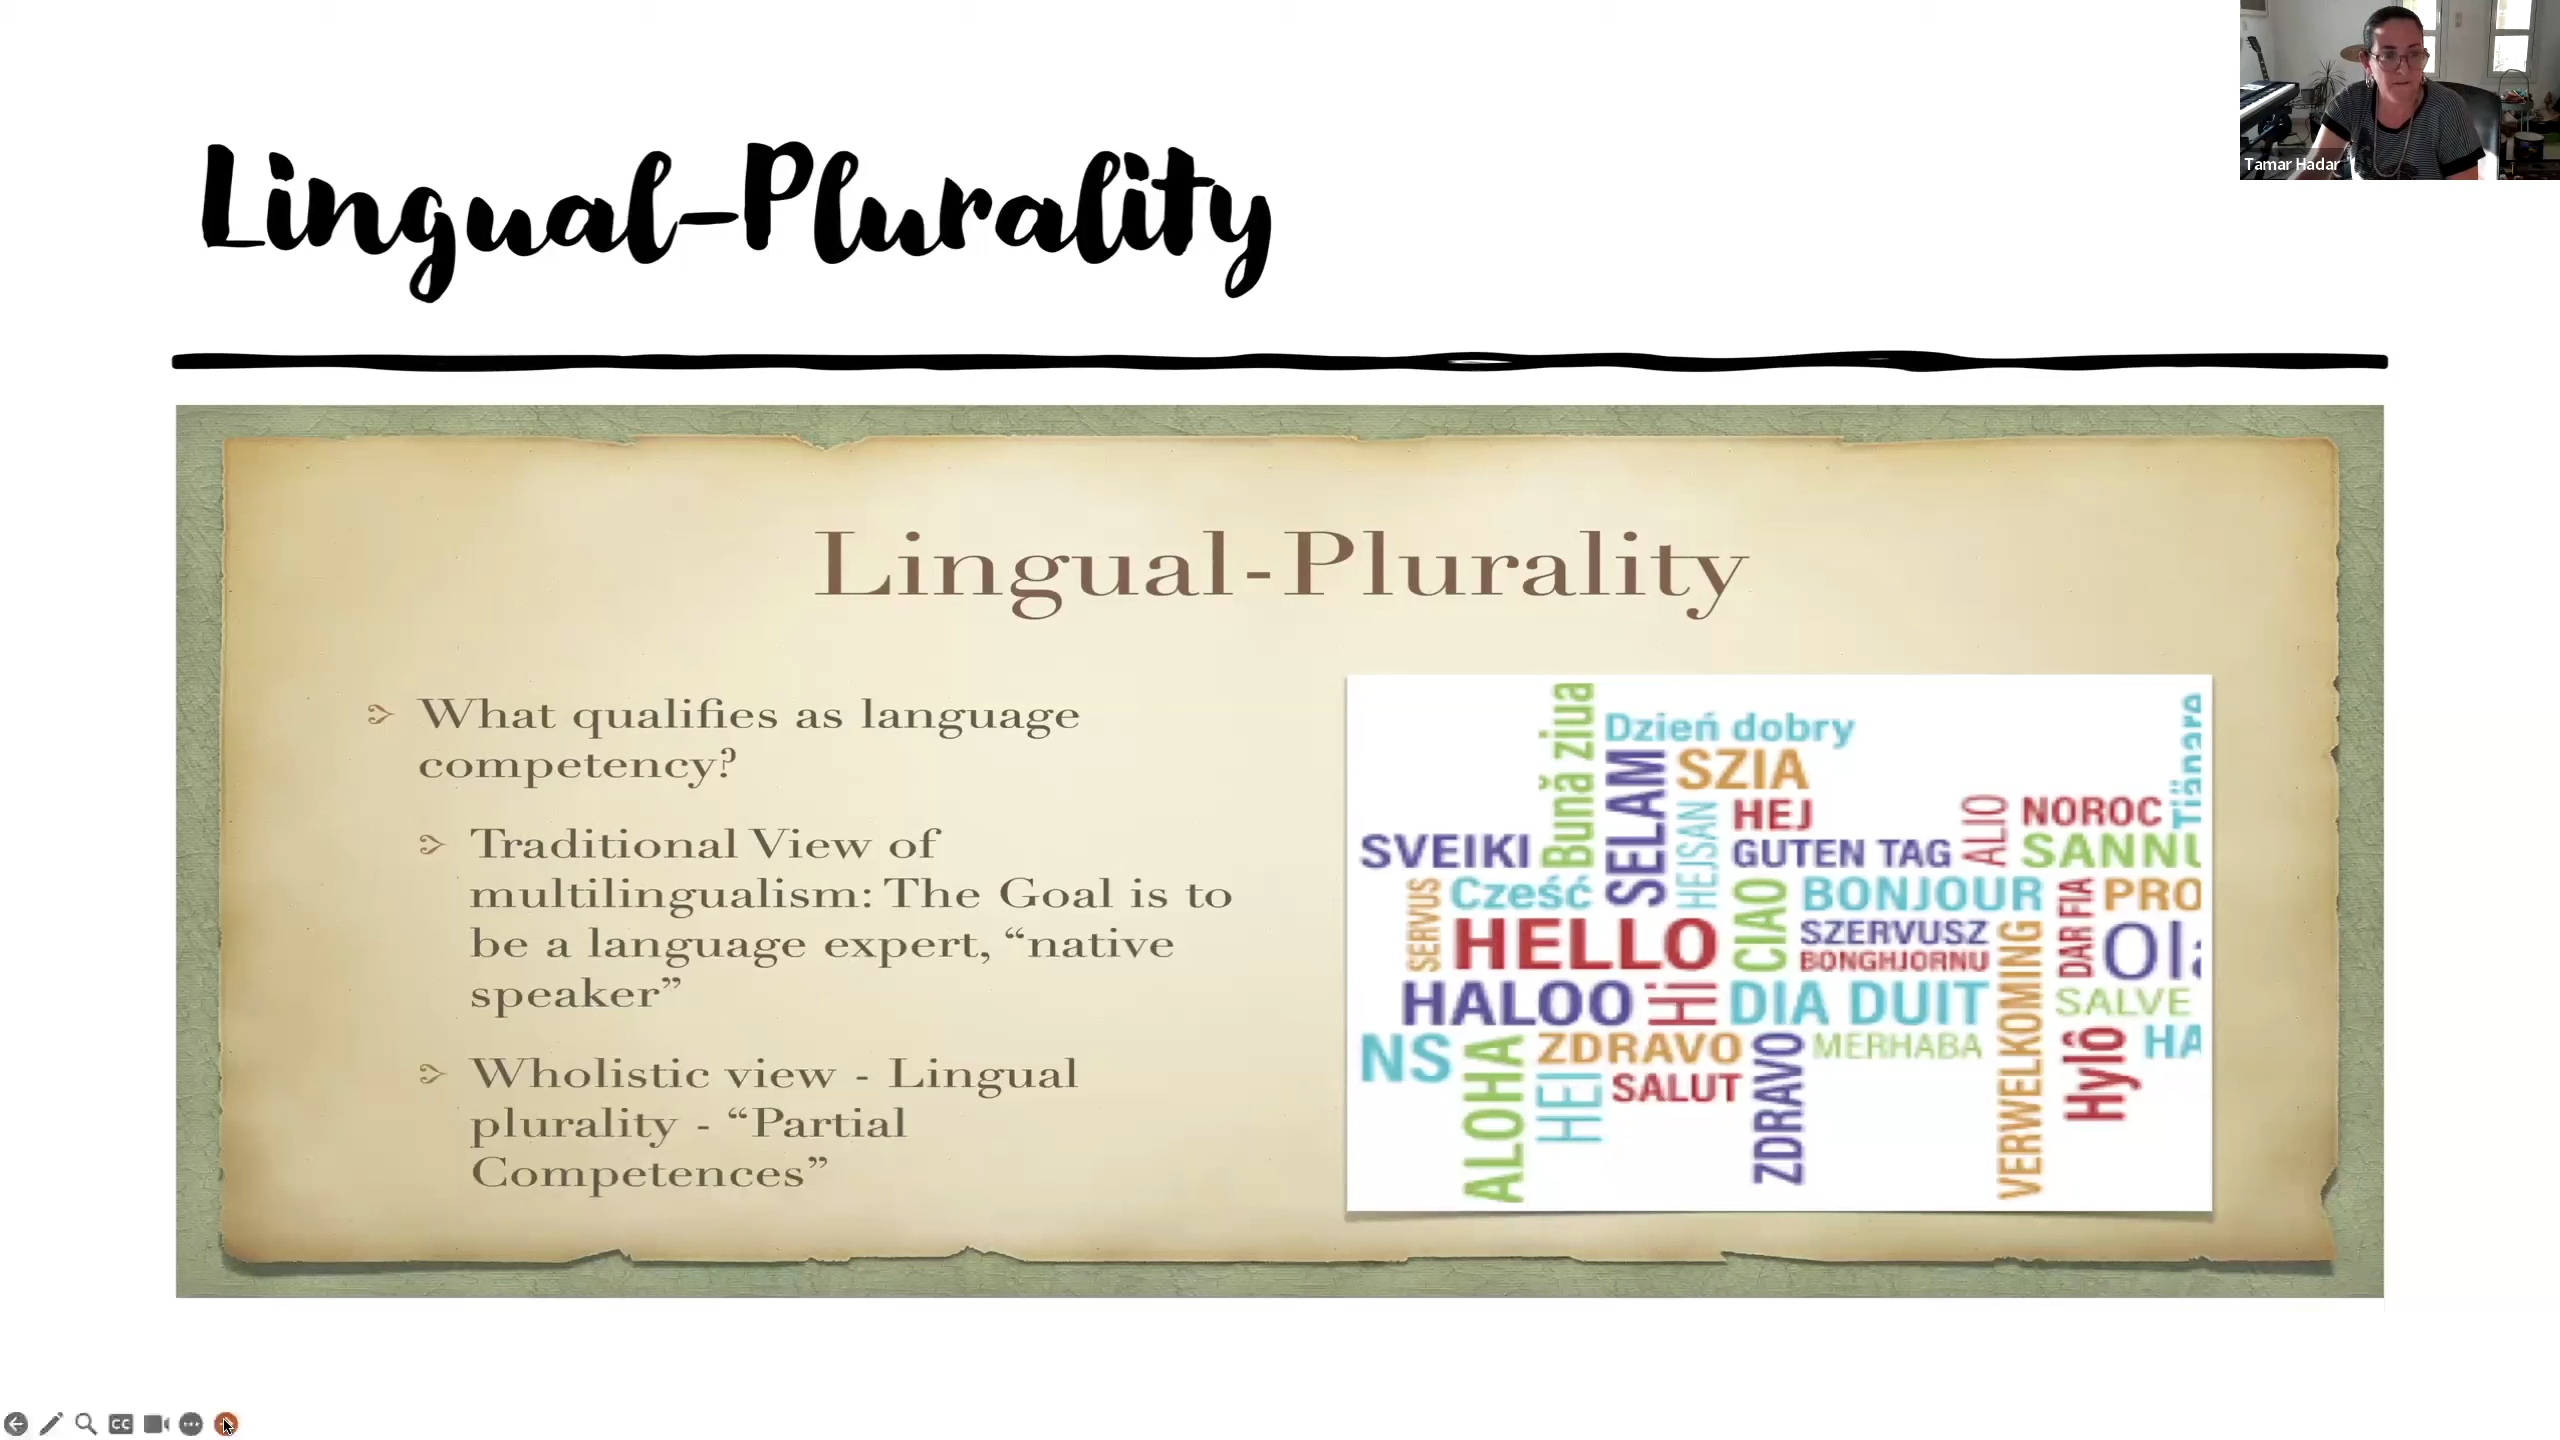 Lingual-Plurality
Tamar Hadar
Lingual-Plurality
What qualifies as language
competency?
Traditional View of
multilingualism: The Goal is to
be a language expert, “native
speaker”
Wholistic view - Lingual
plurality - “Partial
Competences”
Bună ziua
Dzień dobry
SELAM
SZIA
HEJSAN
HEJ
ALIO
NOROC
SVEIKI
GUTEN TAG
SERVUS
Cześć
CIAO
BONJOUR
DAR FIA
PRO
HELLO
SZERVUSZ
BONGHJORNU
VERWELKOMING
HALOO
Hi
DIA DUIT
SALVE
NS
ALOHA
HEI
ZDRAVO
ZDRAVO
MERHABA
Hylô
HA
SALUT
CC